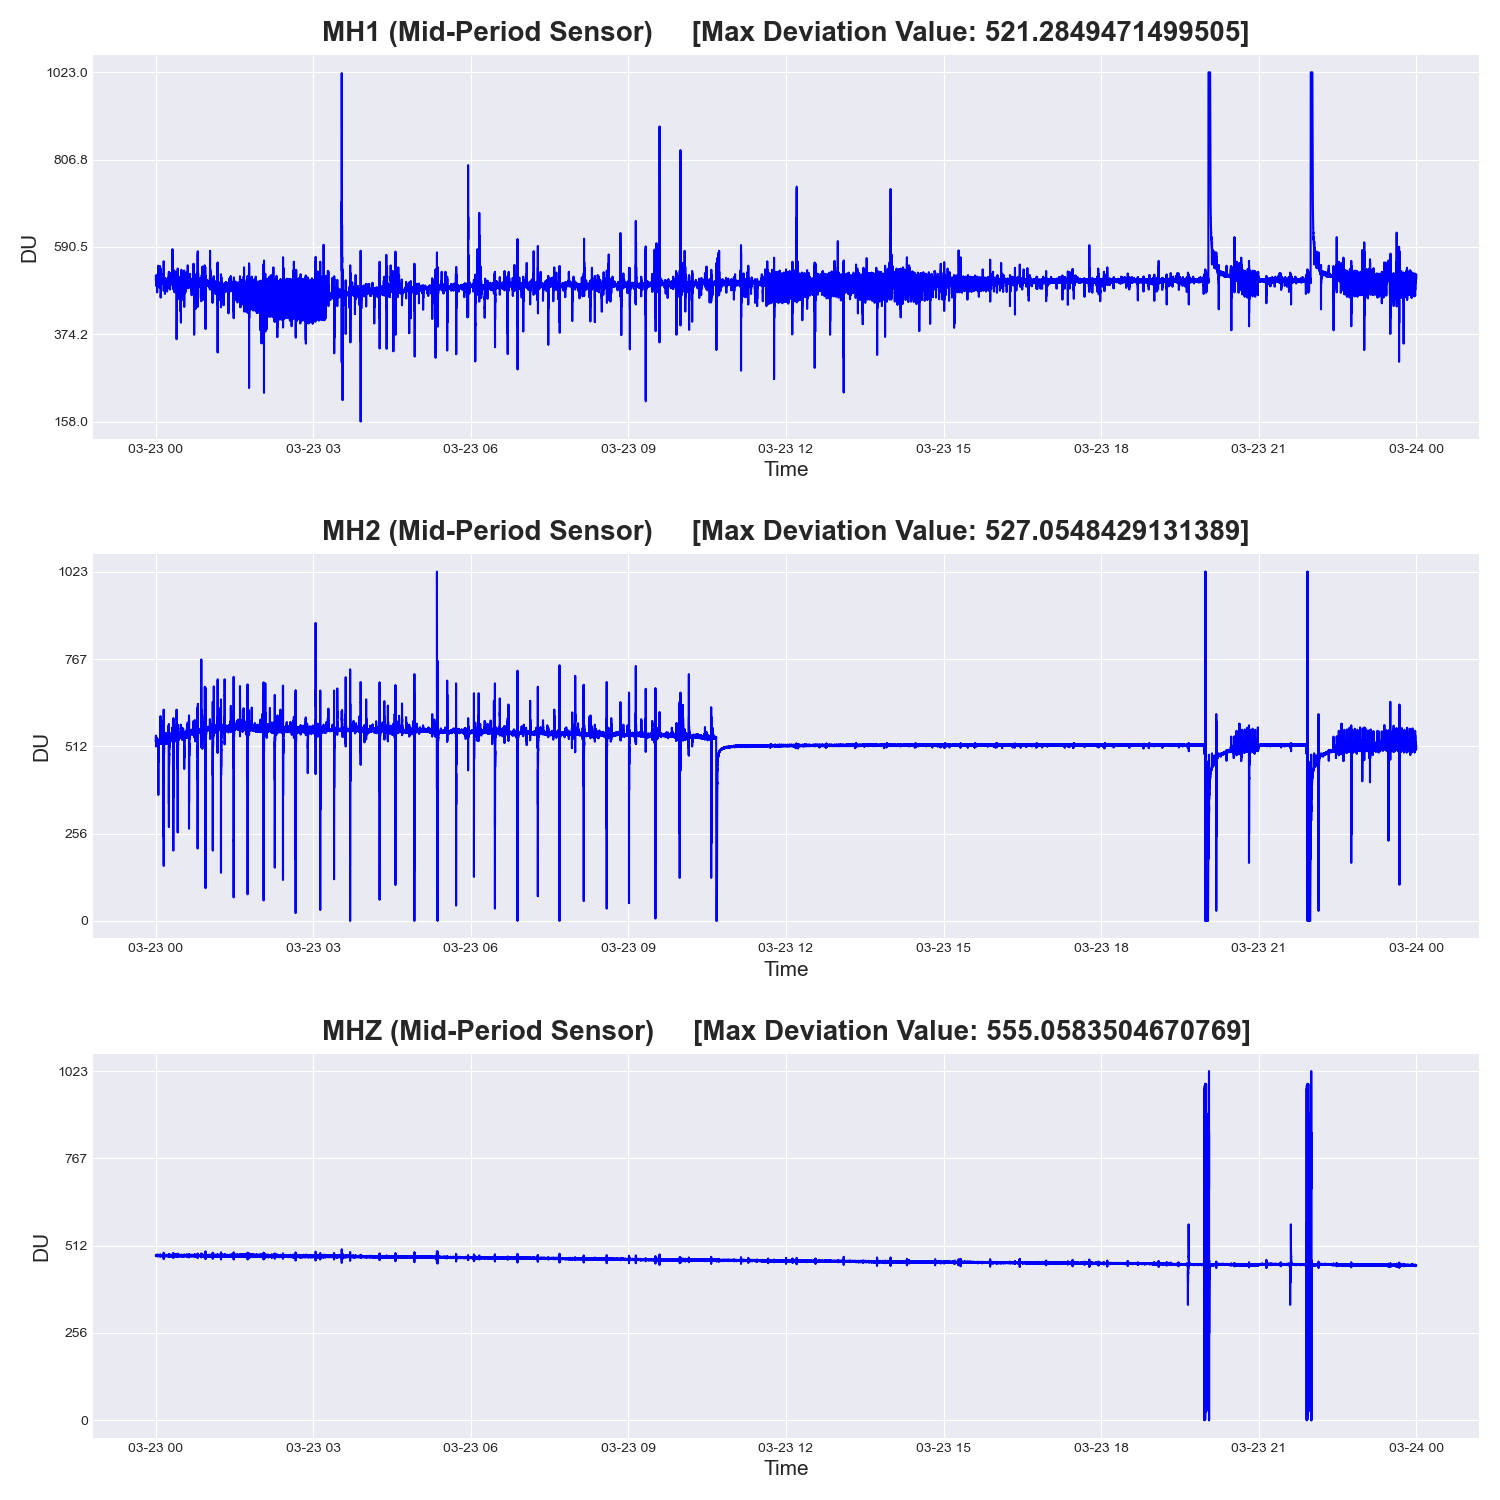 MH1 (Mid-Period Sensor) [Max Deviation Value: 521.2849471499505]
1023.0
806.8
590.5
374.2
158.0
DU
03-23 00 03-23 03 03-23 06 03-23 09 03-23 12 03-23 15 03-23 18 03-23 21 03-24 00
Time
MH2 (Mid-Period Sensor) [Max Deviation Value: 527.0548429131389]
1023
767
512
256
0
DU
03-23 00 03-23 03 03-23 06 03-23 09 03-23 12 03-23 15 03-23 18 03-23 21 03-24 00
Time
MHZ (Mid-Period Sensor) [Max Deviation Value: 555.0583504670769]
1023
767
512
256
0
DU
03-23 00 03-23 03 03-23 06 03-23 09 03-23 12 03-23 15 03-23 18 03-23 21 03-24 00
Time